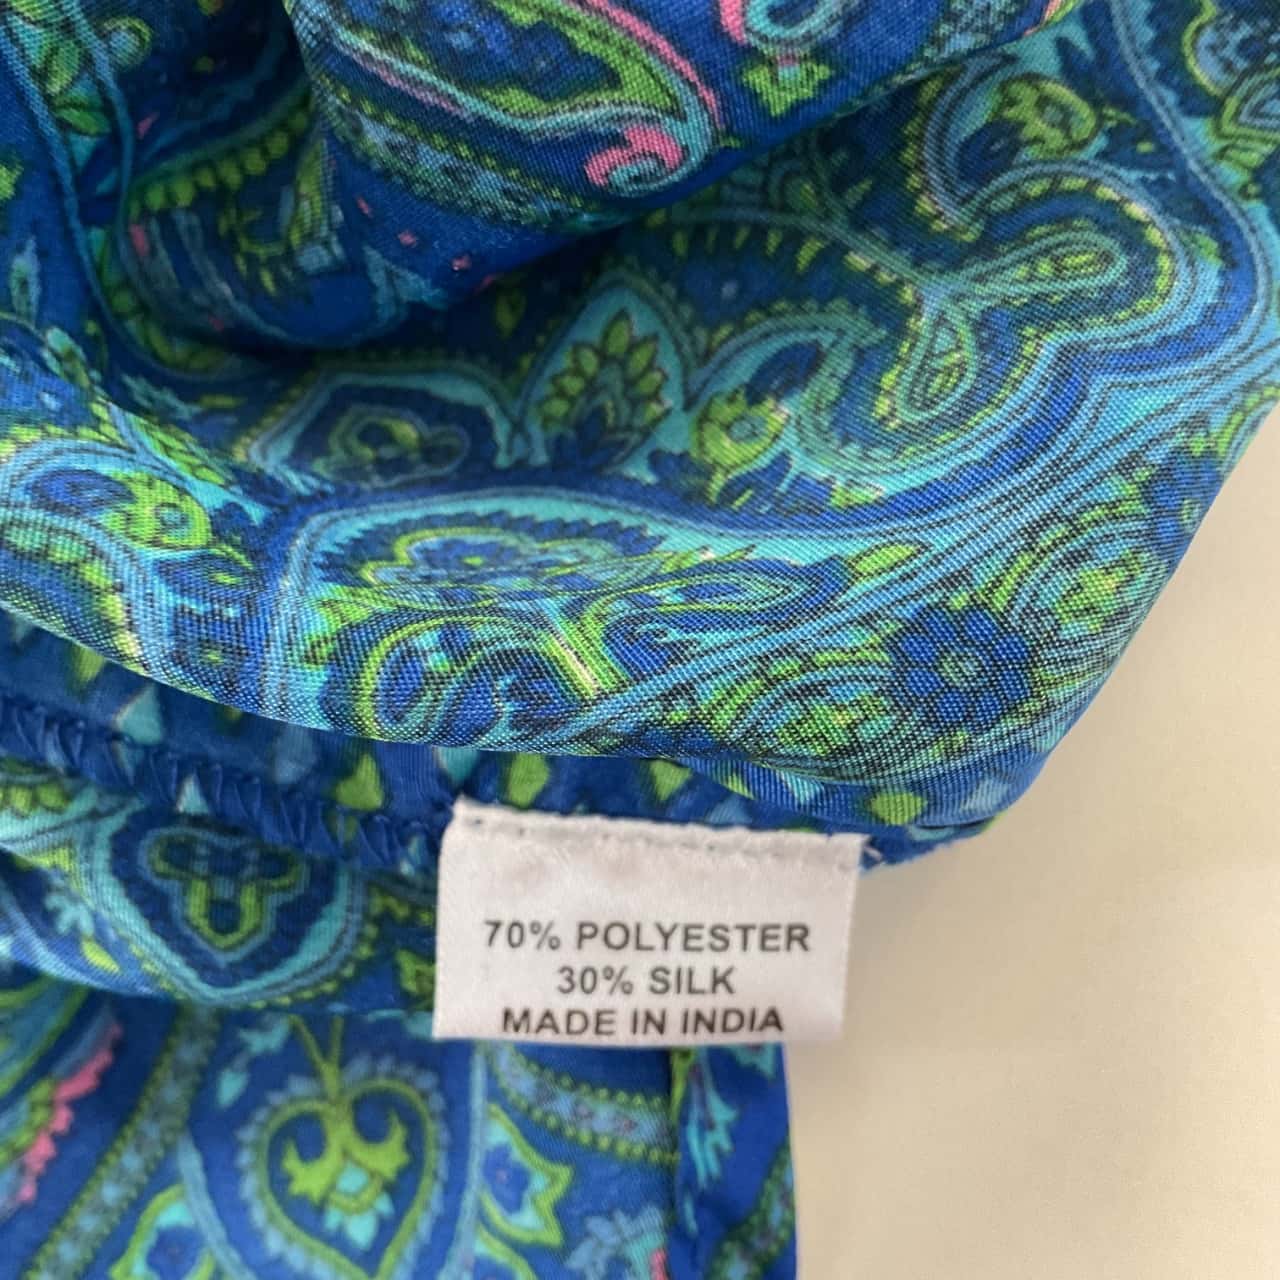 70% POLYESTER
30% SILK
MADE IN INDIA